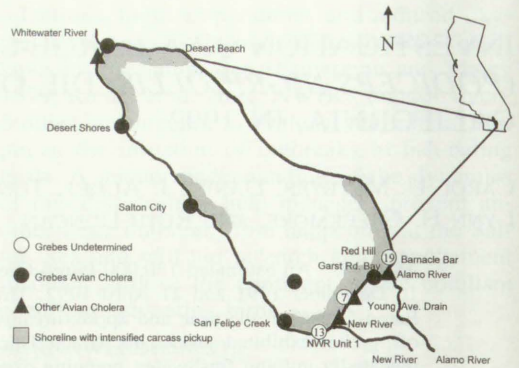 Whitewater River
Desert Beach
N
Desert Shores
Salton City
Grebes Undetermined
Grebes Avian Cholera
Other Avian Cholera
Shoreline with intensified carcass pickup
Red Hill
19
Barnacle Bar
Garst Rd. Bay
Alamo River
7
Young Ave. Drain
San Felipe Creek
New River
13
NWR Unit 1
New River
Alamo River